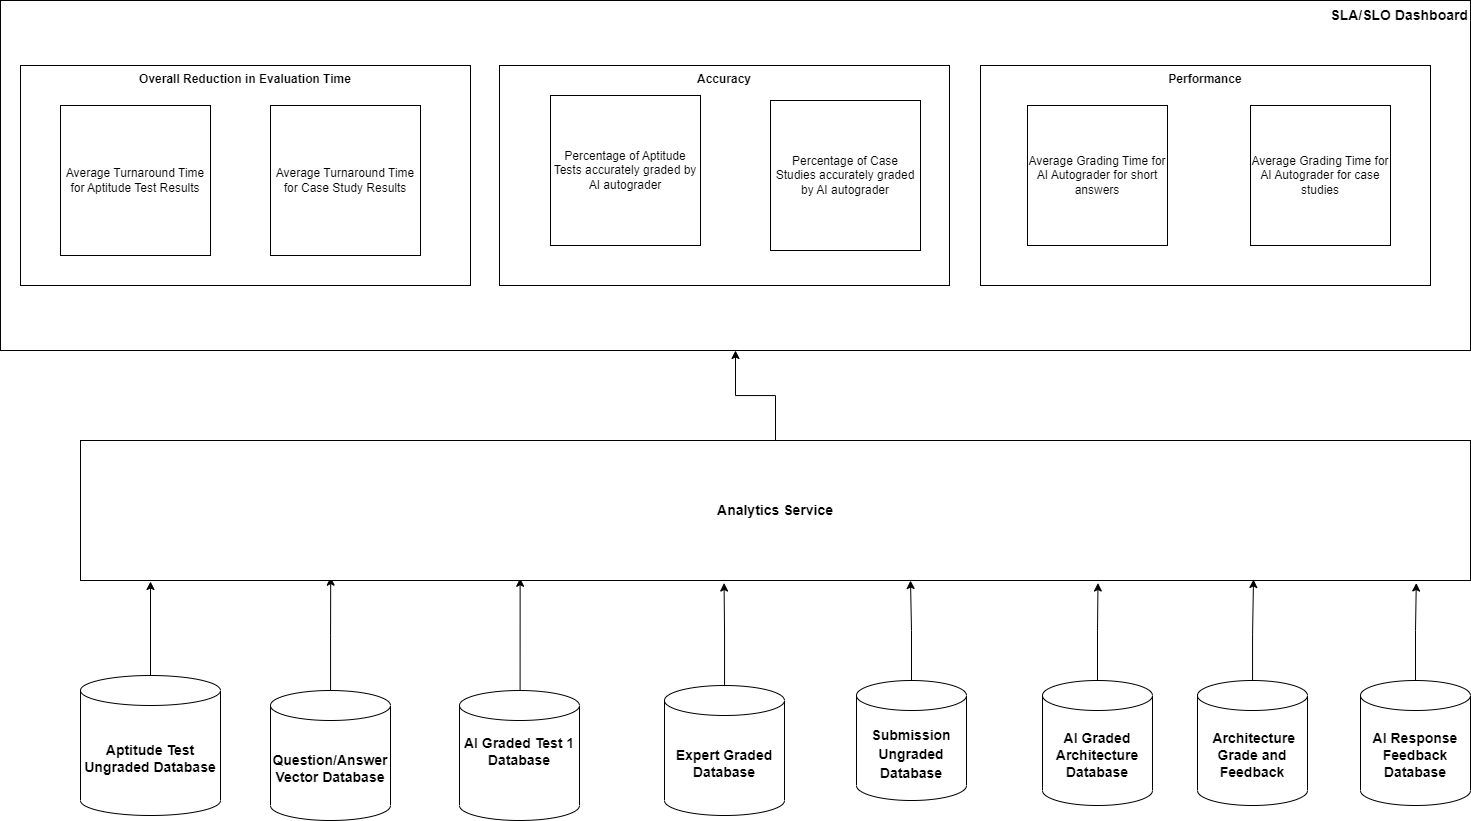 SLA/SLO Dashboard
Overall Reduction in Evaluation Time
Average Turnaround Time
for Aptitude Test Results
Average Turnaround Time
for Case Study Results
Accuracy
Percentage of Aptitude
Tests accurately graded by
AI autograder
Percentage of Case
Studies accurately graded
by AI autograder
Performance
Average Grading Time for
AI Autograder for short
answers
Average Grading Time for
AI Autograder for case
studies
Analytics Service
Aptitude Test
Ungraded Database
Question/Answer
Vector Database
AI Graded Test 1
Database
Expert Graded
Database
Submission
Ungraded
Database
AI Graded
Architecture
Database
Architecture
Grade and
Feedback
AI Response
Feedback
Database